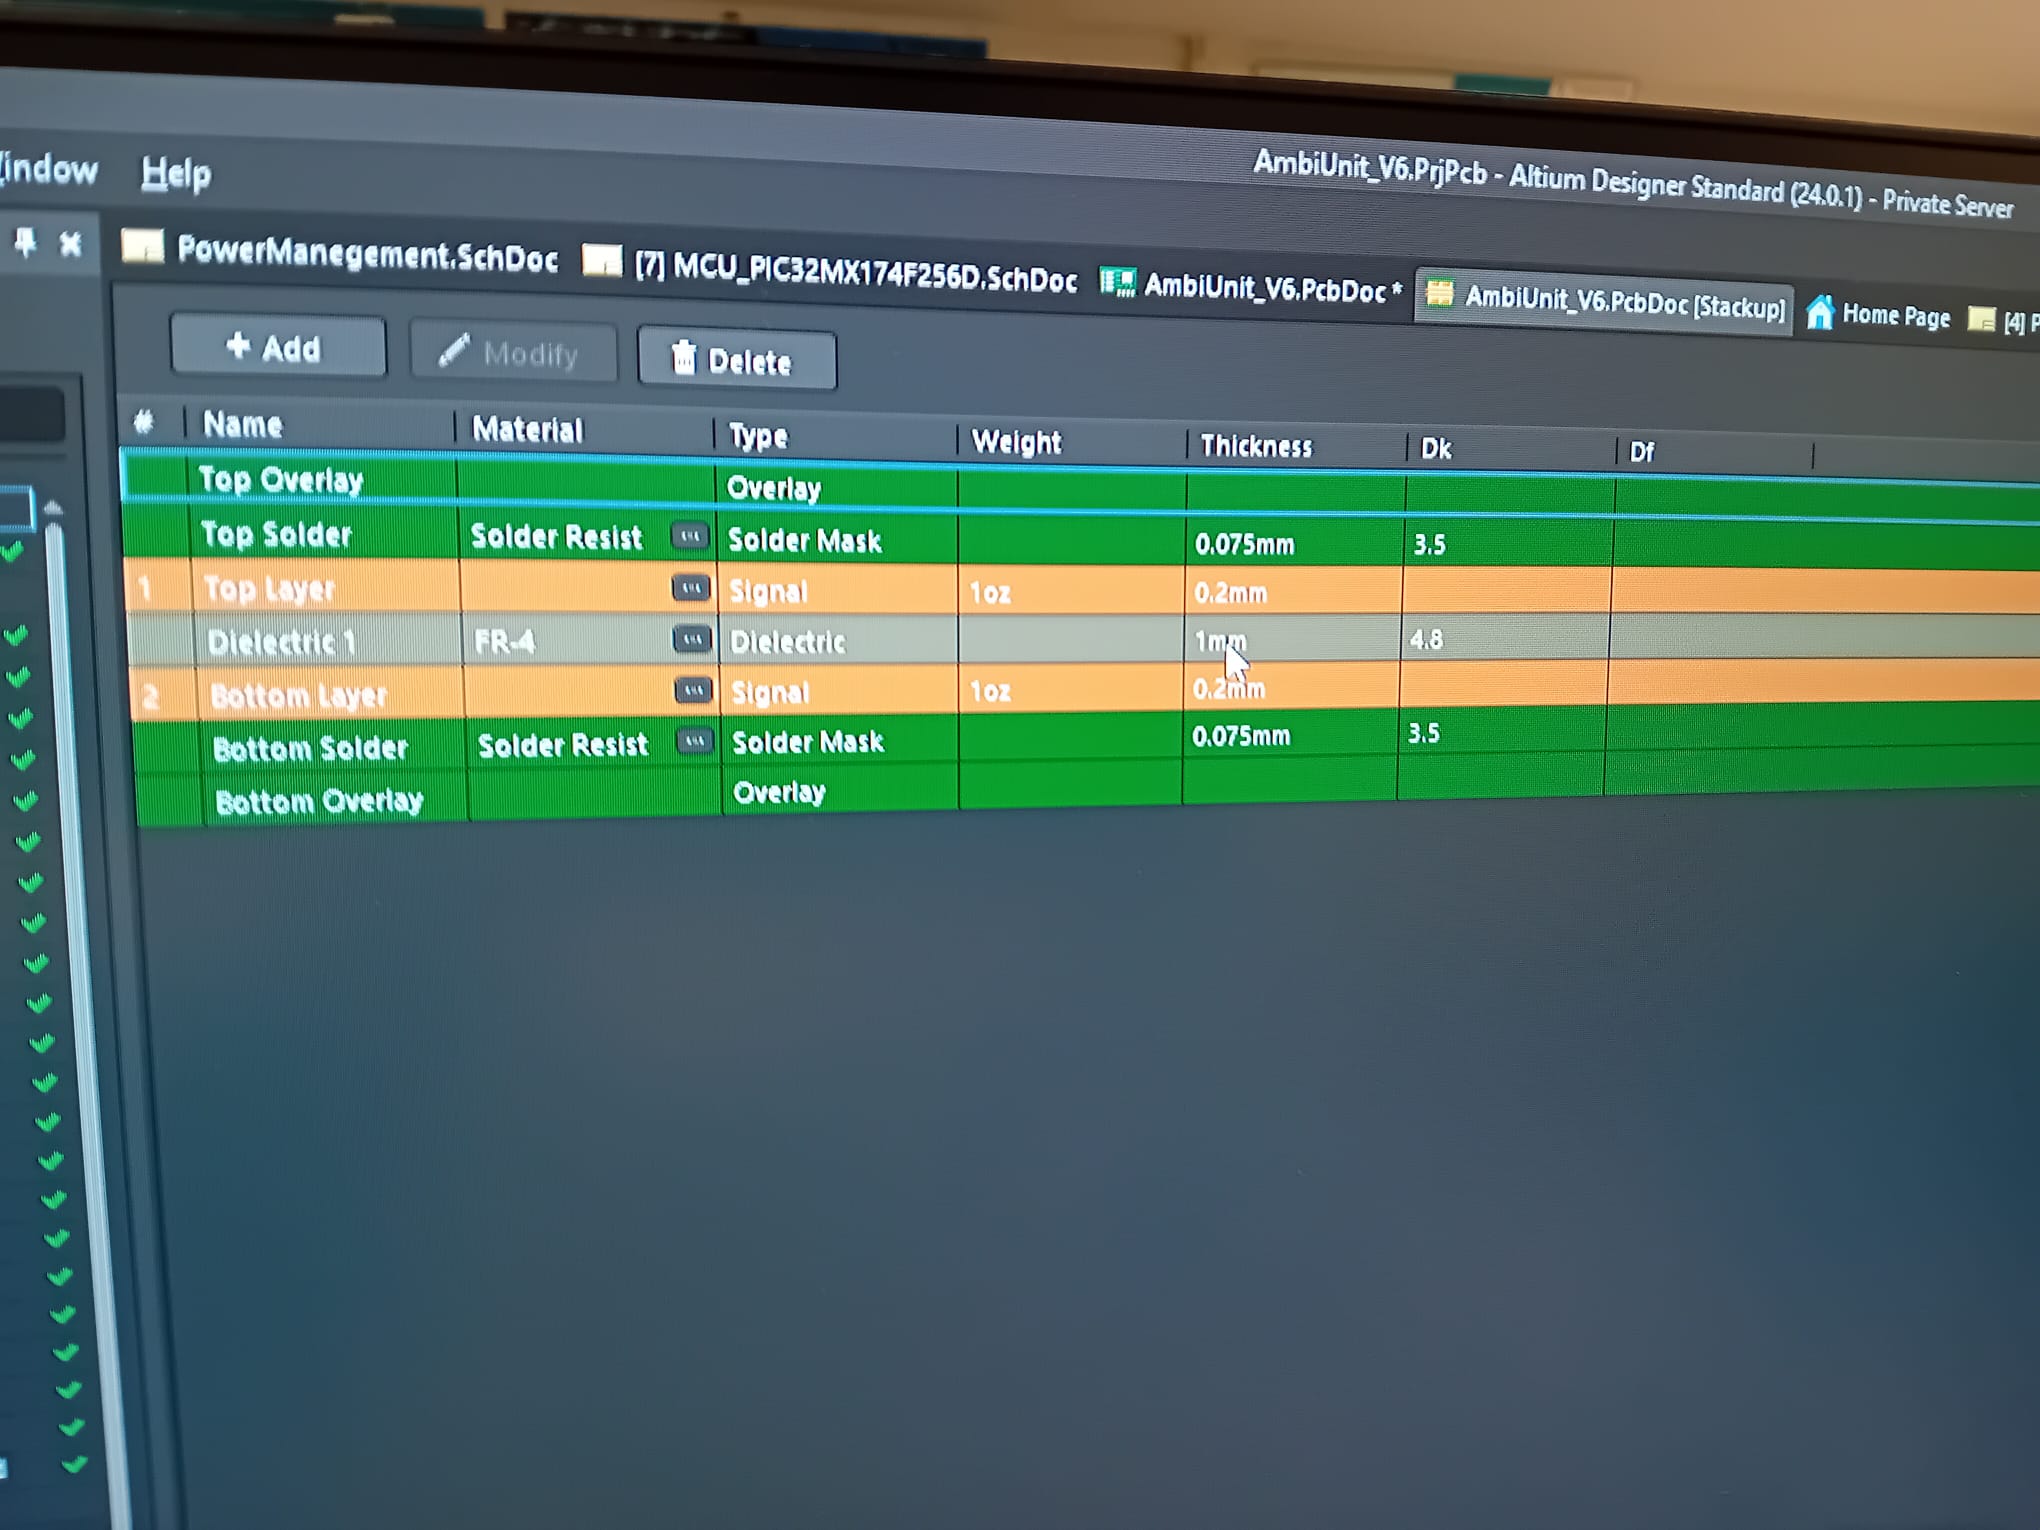 AmbiUnit_V6.PrjPcb - Altium Designer Standard (24.0.1) - Private Server
Window Help
PowerManegement.SchDoc [7] MCU_PIC32MX174F256D.SchDoc AmbiUnit_V6.PcbDoc * AmbiUnit_V6.PcbDoc [Stackup] Home Page [4] P
+ Add Modify Delete
# Name Material Type Weight Thickness Dk Df
Top Overlay Overlay
Top Solder Solder Resist ... Solder Mask 0.075mm 3.5
1 Top Layer ... Signal 1oz 0.2mm
Dielectric 1 FR-4 ... Dielectric 1mm 4.8
2 Bottom Layer ... Signal 1oz 0.2mm
Bottom Solder Solder Resist ... Solder Mask 0.075mm 3.5
Bottom Overlay Overlay